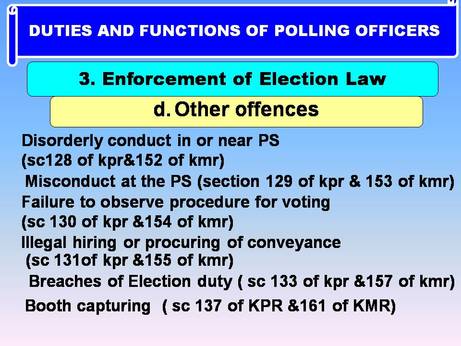 DUTIES AND FUNCTIONS OF POLLING OFFICERS
3. Enforcement of Election Law
d. Other offences
Disorderly conduct in or near PS
(sc128 of kpr&152 of kmr)
Misconduct at the PS (section 129 of kpr & 153 of kmr)
Failure to observe procedure for voting
(sc 130 of kpr &154 of kmr)
Illegal hiring or procuring of conveyance
(sc 131of kpr &155 of kmr)
Breaches of Election duty ( sc 133 of kpr &157 of kmr)
Booth capturing ( sc 137 of KPR &161 of KMR)